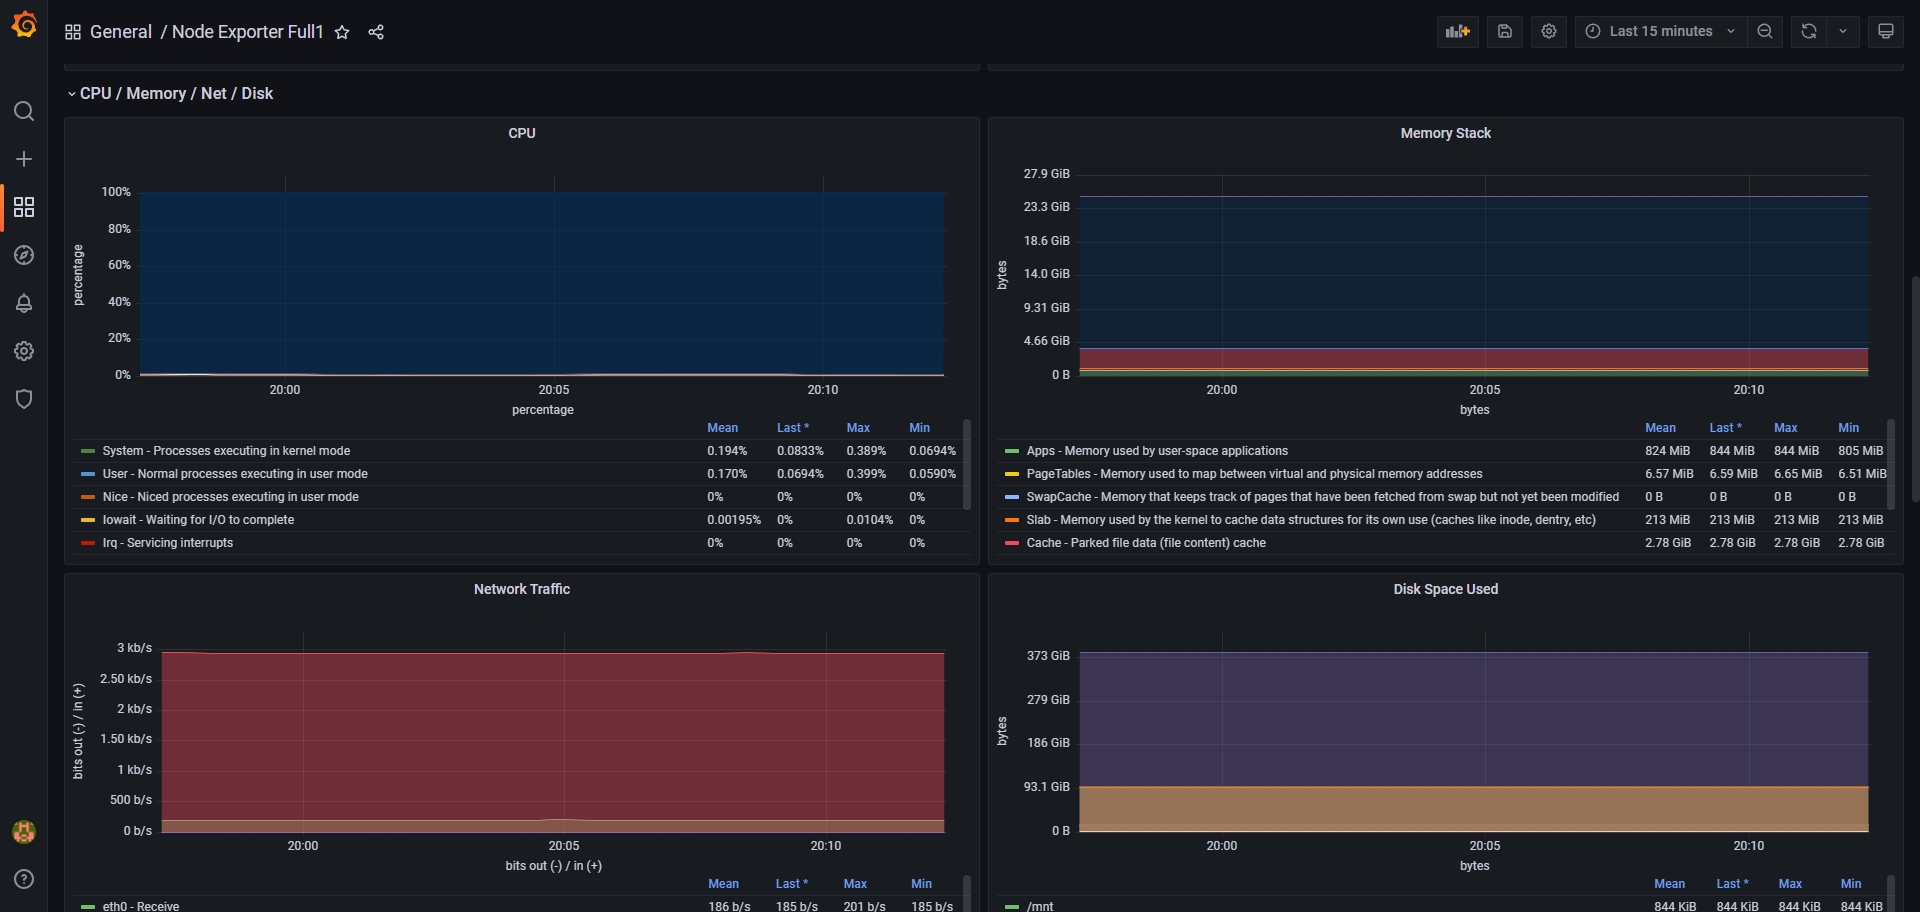 General / Node Exporter Full1
Last 15 minutes
CPU / Memory / Net / Disk
CPU
100%
80%
60%
40%
20%
0%
percentage
20:00 20:05 20:10
percentage
Mean Last * Max Min
System - Processes executing in kernel mode 0.194% 0.0833% 0.389% 0.0694%
User - Normal processes executing in user mode 0.170% 0.0694% 0.399% 0.0590%
Nice - Niced processes executing in user mode 0% 0% 0% 0%
Iowait - Waiting for I/O to complete 0.00195% 0% 0.0104% 0%
Irq - Servicing interrupts 0% 0% 0% 0%
Memory Stack
27.9 GiB
23.3 GiB
18.6 GiB
14.0 GiB
9.31 GiB
4.66 GiB
0 B
bytes
20:00 20:05 20:10
bytes
Mean Last * Max Min
Apps - Memory used by user-space applications 824 MiB 844 MiB 844 MiB 805 MiB
PageTables - Memory used to map between virtual and physical memory addresses 6.57 MiB 6.59 MiB 6.65 MiB 6.51 MiB
SwapCache - Memory that keeps track of pages that have been fetched from swap but not yet been modified 0 B 0 B 0 B 0 B
Slab - Memory used by the kernel to cache data structures for its own use (caches like inode, dentry, etc) 213 MiB 213 MiB 213 MiB 213 MiB
Cache - Parked file data (file content) cache 2.78 GiB 2.78 GiB 2.78 GiB 2.78 GiB
Network Traffic
3 kb/s
2.50 kb/s
2 kb/s
1.50 kb/s
1 kb/s
500 b/s
0 b/s
bits out (-) / in (+)
20:00 20:05 20:10
bits out (-) / in (+)
Mean Last * Max Min
eth0 - Receive 186 b/s 185 b/s 201 b/s 185 b/s
Disk Space Used
373 GiB
279 GiB
186 GiB
93.1 GiB
0 B
bytes
20:00 20:05 20:10
bytes
Mean Last * Max Min
/mnt 844 KiB 844 KiB 844 KiB 844 KiB